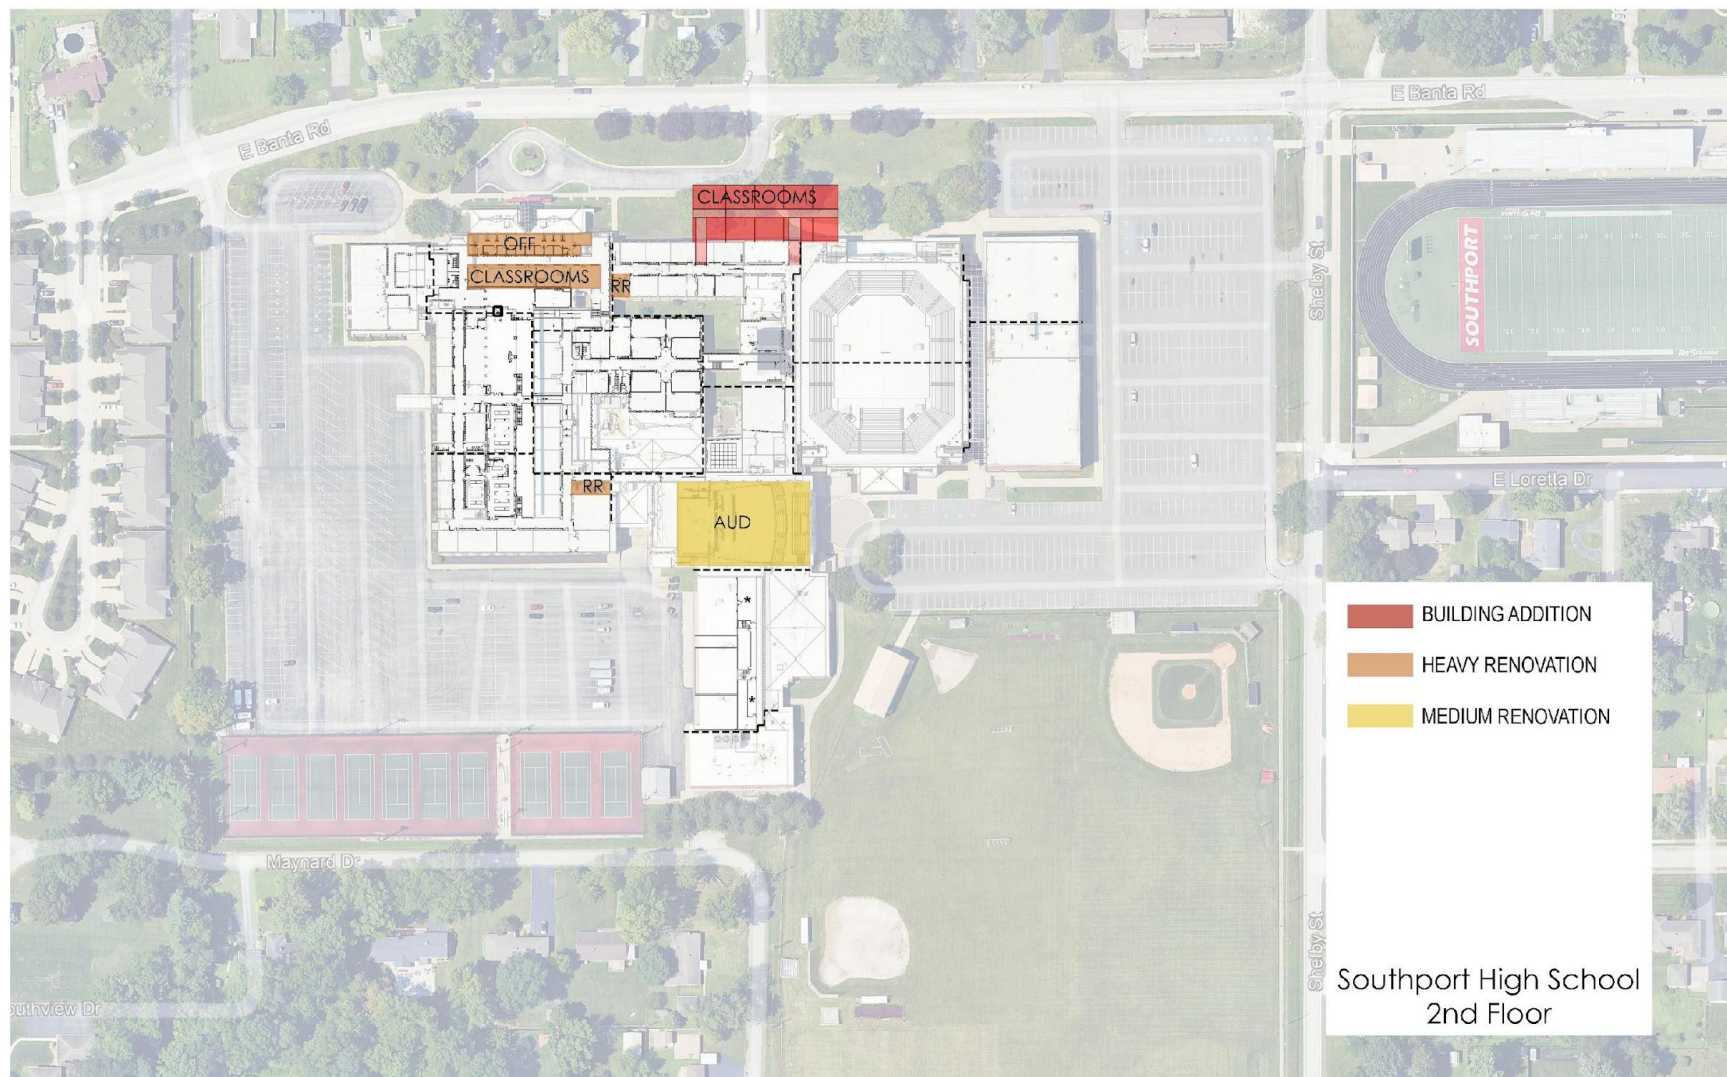 E Banta Rd
E Banta Rd
CLASSROOMS
OFF
CLASSROOMS
RR
SOUTHPORT
Shelby St
E Loretta Dr
RR
AUD
*
*
BUILDING ADDITION
HEAVY RENOVATION
MEDIUM RENOVATION
Maynard Dr
Shelby St
Southport High School
2nd Floor